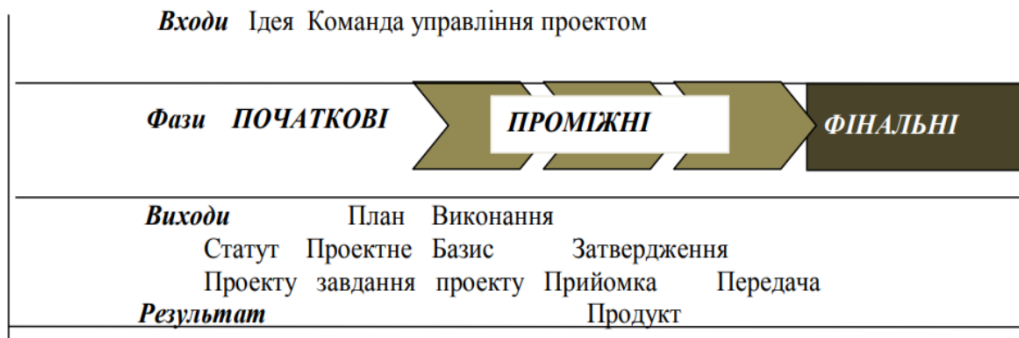 Входи Ідея Команда управління проектом
Фази ПОЧАТКОВІ ПРОМІЖНІ ФІНАЛЬНІ
Виходи План Виконання
Статут Проектне Базис Затвердження
Проекту завдання проекту Прийомка Передача
Результат Продукт